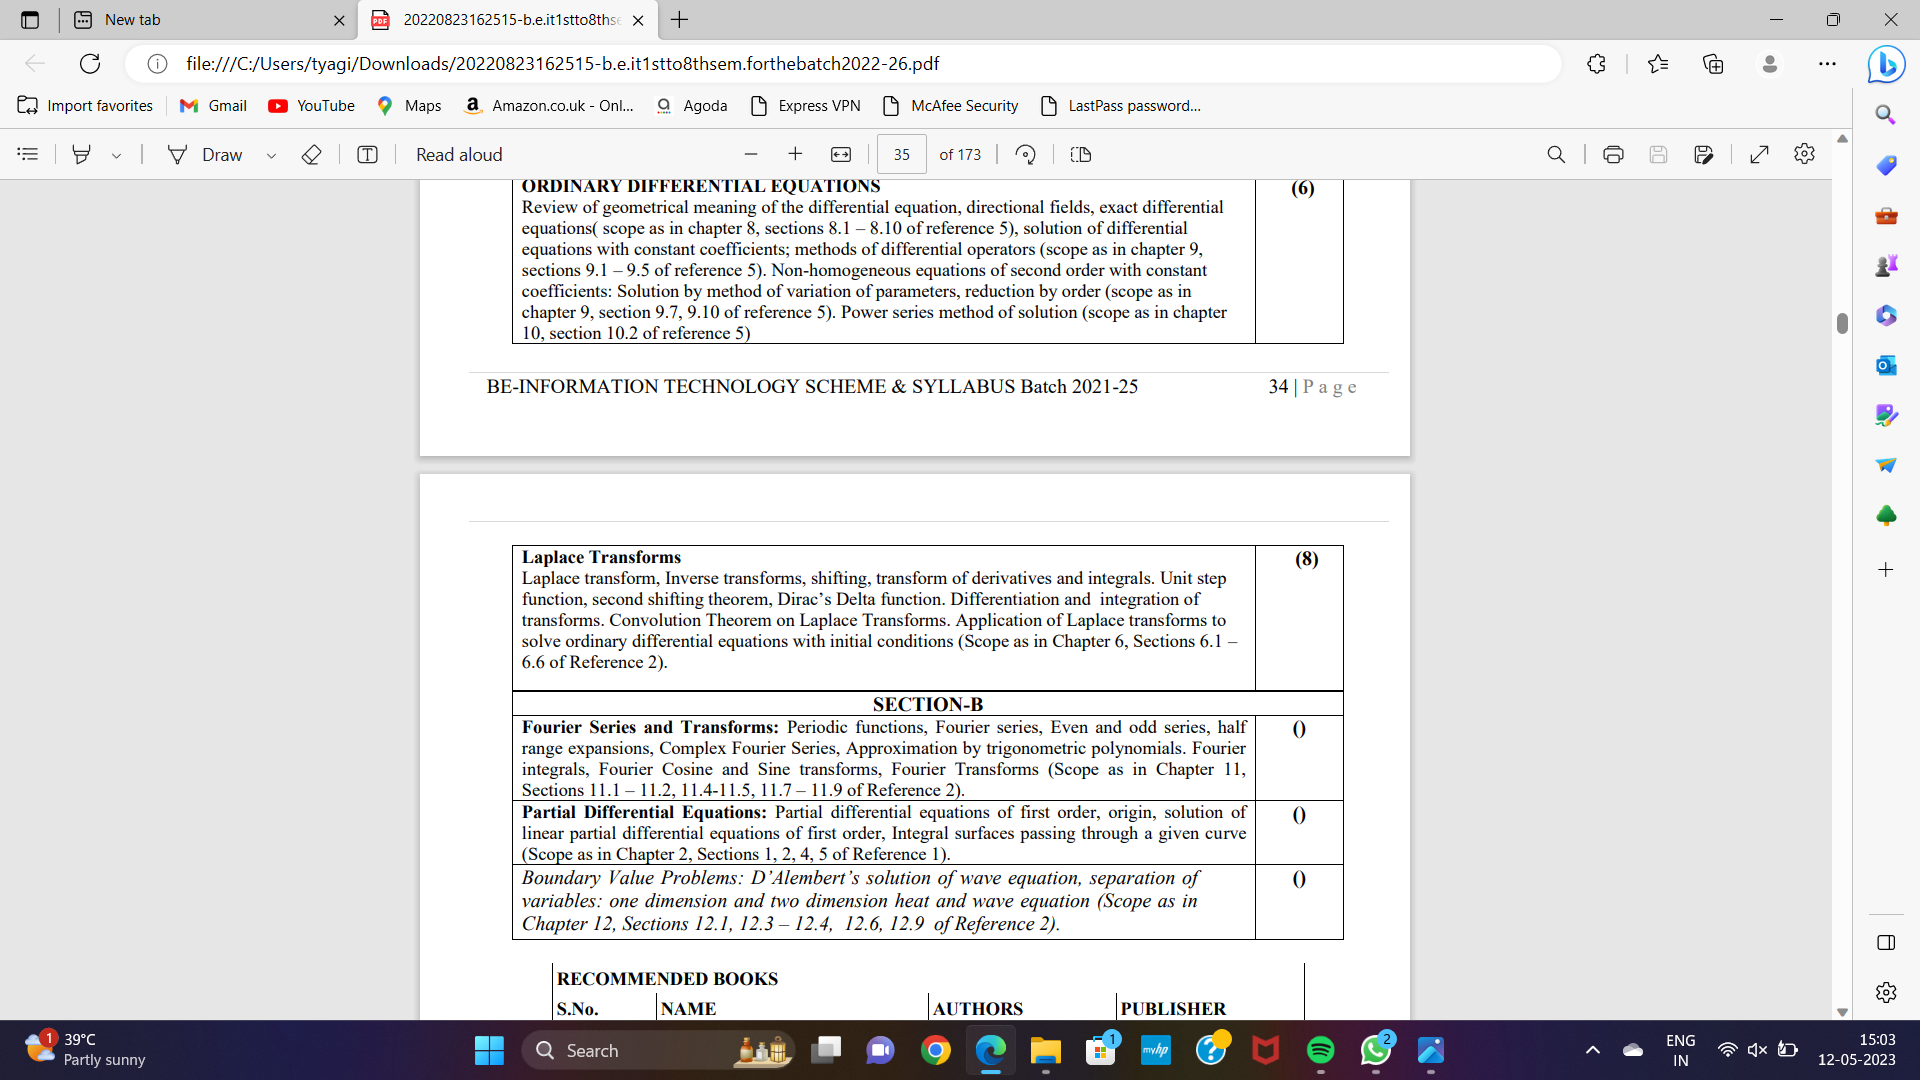 New tab
20220823162515-b.e.it1stto8thse
file:///C:/Users/tyagi/Downloads/20220823162515-b.e.it1stto8thsem.forthebatch2022-26.pdf
Import favorites
Gmail
YouTube
Maps
Amazon.co.uk - Onl...
Agoda
Express VPN
McAfee Security
LastPass password...
Draw
Read aloud
35
of 173
ORDINARY DIFFERENTIAL EQUATIONS
(6)
Review of geometrical meaning of the differential equation, directional fields, exact differential
equations( scope as in chapter 8, sections 8.1 – 8.10 of reference 5), solution of differential
equations with constant coefficients; methods of differential operators (scope as in chapter 9,
sections 9.1 – 9.5 of reference 5). Non-homogeneous equations of second order with constant
coefficients: Solution by method of variation of parameters, reduction by order (scope as in
chapter 9, section 9.7, 9.10 of reference 5). Power series method of solution (scope as in chapter
10, section 10.2 of reference 5)
BE-INFORMATION TECHNOLOGY SCHEME & SYLLABUS Batch 2021-25
34 | P a g e
Laplace Transforms
(8)
Laplace transform, Inverse transforms, shifting, transform of derivatives and integrals. Unit step
function, second shifting theorem, Dirac’s Delta function. Differentiation and integration of
transforms. Convolution Theorem on Laplace Transforms. Application of Laplace transforms to
solve ordinary differential equations with initial conditions (Scope as in Chapter 6, Sections 6.1 –
6.6 of Reference 2).
SECTION-B
Fourier Series and Transforms: Periodic functions, Fourier series, Even and odd series, half
()
range expansions, Complex Fourier Series, Approximation by trigonometric polynomials. Fourier
integrals, Fourier Cosine and Sine transforms, Fourier Transforms (Scope as in Chapter 11,
Sections 11.1 – 11.2, 11.4-11.5, 11.7 – 11.9 of Reference 2).
Partial Differential Equations: Partial differential equations of first order, origin, solution of
()
linear partial differential equations of first order, Integral surfaces passing through a given curve
(Scope as in Chapter 2, Sections 1, 2, 4, 5 of Reference 1).
Boundary Value Problems: D’Alembert’s solution of wave equation, separation of
()
variables: one dimension and two dimension heat and wave equation (Scope as in
Chapter 12, Sections 12.1, 12.3 – 12.4, 12.6, 12.9 of Reference 2).
RECOMMENDED BOOKS
S.No.
NAME
AUTHORS
PUBLISHER
1
39°C
Partly sunny
Search
1
myhp
2
ENG
IN
15:03
12-05-2023